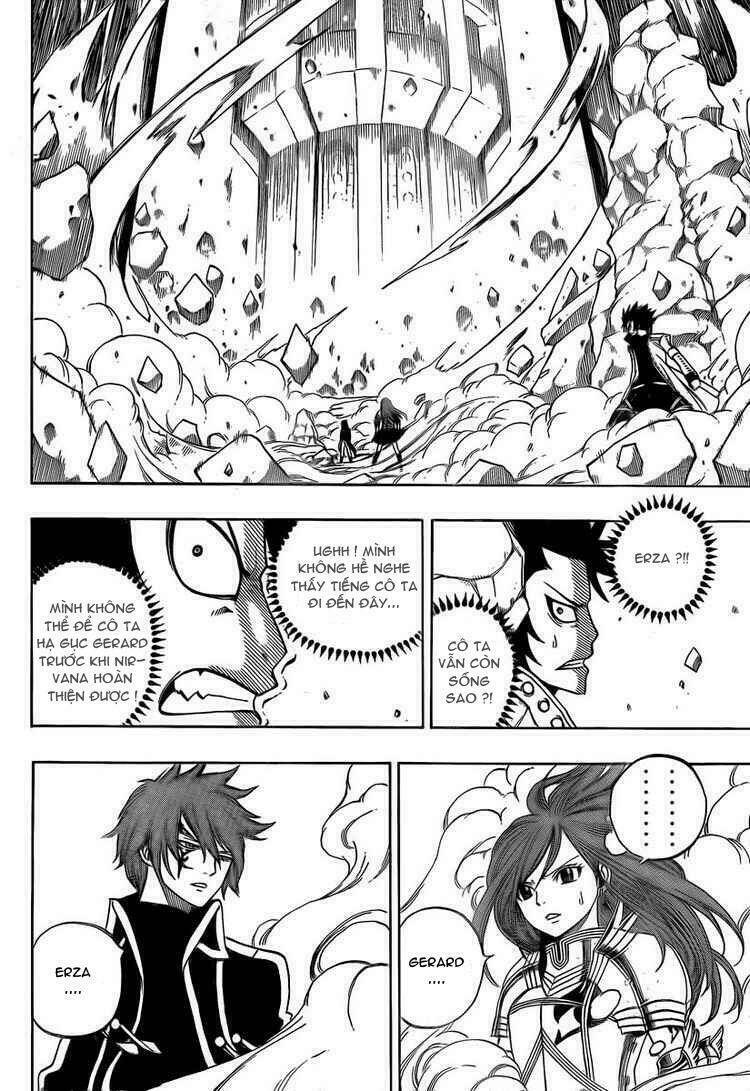 ERZA ?!!
CÔ TA
VẪN CÒN
SỐNG
SAO ?!
UGHH ! MÌNH
KHÔNG HỀ NGHE
THẤY TIẾNG CÔ TA
ĐI ĐẾN ĐÂY...
MÌNH KHÔNG
THỂ ĐỂ CÔ TA
HẠ GỤC GERARD
TRƯỚC KHI NIR-
VANA HOÀN
THIỆN ĐƯỢC !
......
......
GERARD
....
ERZA
....